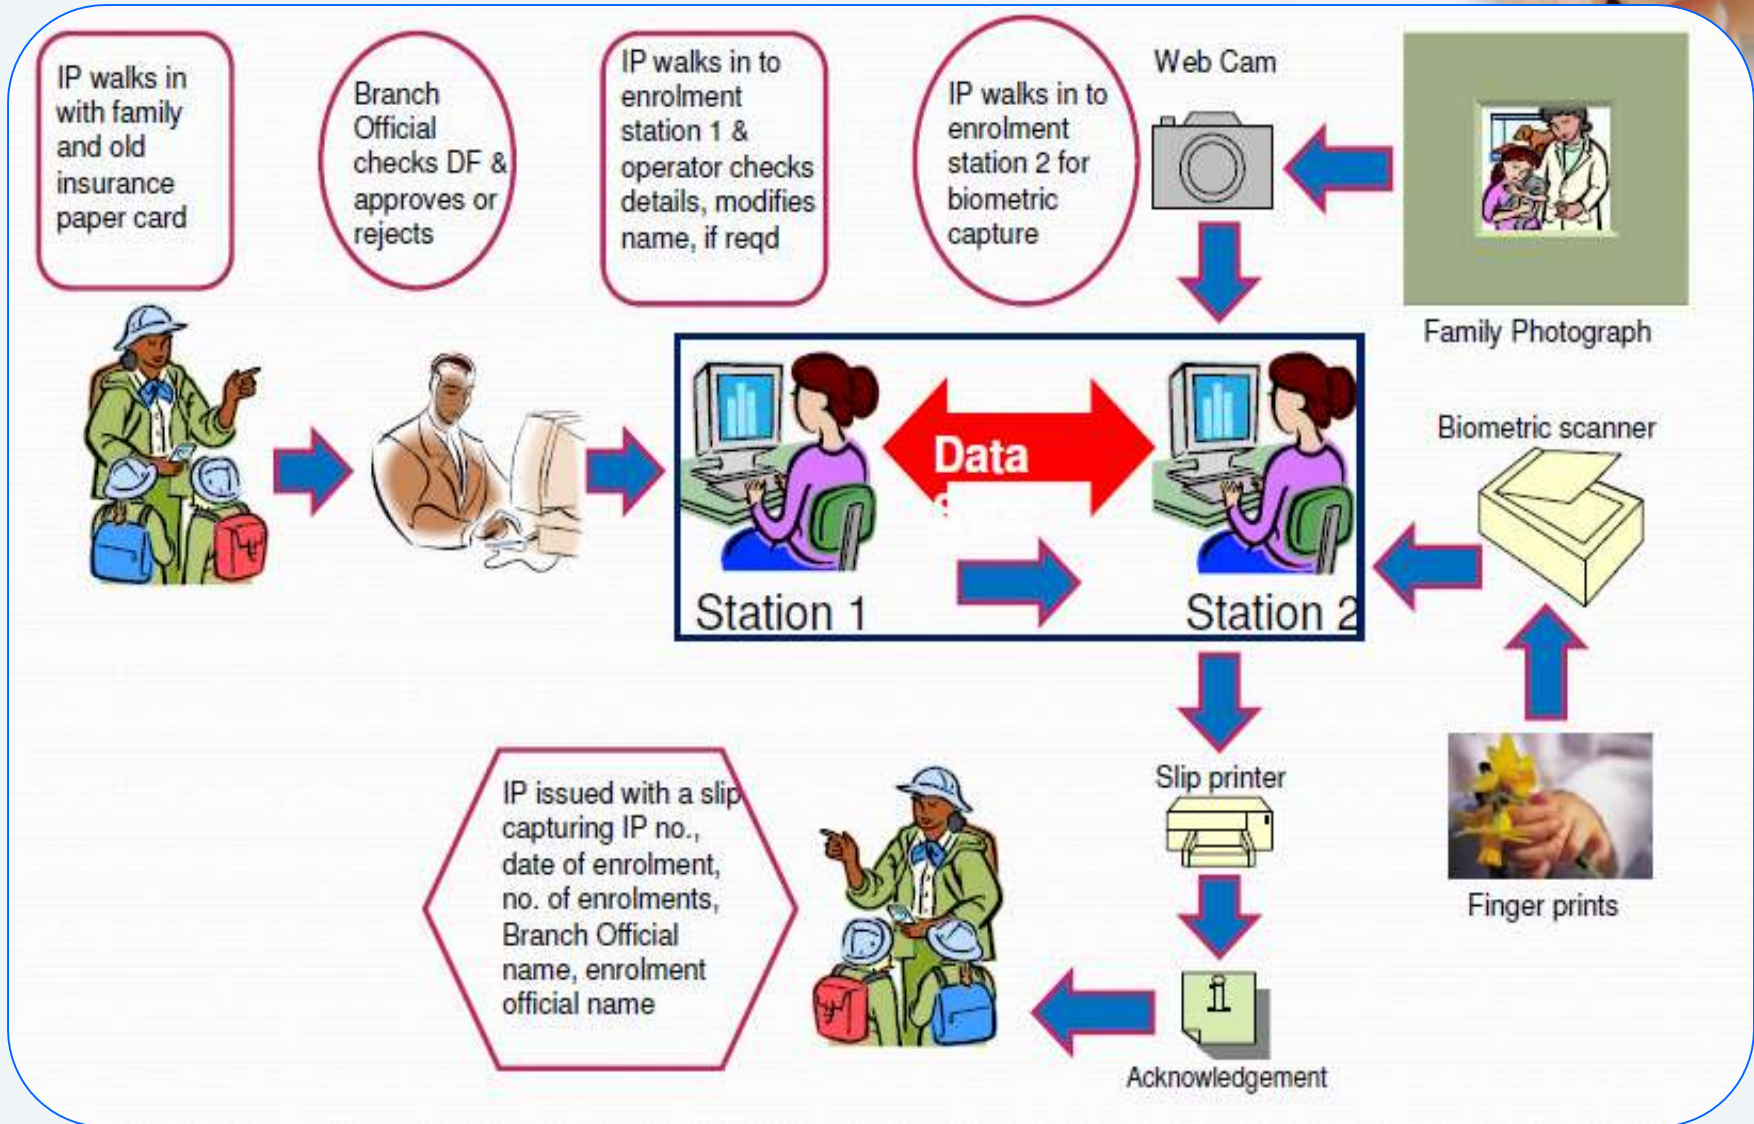 IP walks in
with family
and old
insurance
paper card
Branch
Official
checks DF &
approves or
rejects
IP walks in to
enrolment
station 1 &
operator checks
details, modifies
name, if reqd
IP walks in to
enrolment
station 2 for
biometric
capture
Web Cam
Family Photograph
Biometric scanner
Data
Station 1
Station 2
Slip printer
Finger prints
IP issued with a slip
capturing IP no.,
date of enrolment,
no. of enrolments,
Branch Official
name, enrolment
official name
i
Acknowledgement